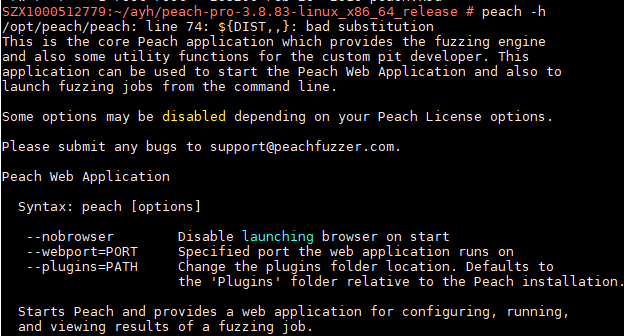 SZX1000512779:~/ayh/peach-pro-3.8.83-linux_x86_64_release # peach -h
/opt/peach/peach: line 74: ${DIST,,}: bad substitution
This is the core Peach application which provides the fuzzing engine
and also some utility functions for the custom pit developer. This
application can be used to start the Peach Web Application and also to
launch fuzzing jobs from the command line.
Some options may be disabled depending on your Peach License options.
Please submit any bugs to support@peachfuzzer.com.
Peach Web Application
Syntax: peach [options]
--nobrowser Disable launching browser on start
--webport=PORT Specified port the web application runs on
--plugins=PATH Change the plugins folder location. Defaults to
the 'Plugins' folder relative to the Peach installation.
Starts Peach and provides a web application for configuring, running,
and viewing results of a fuzzing job.